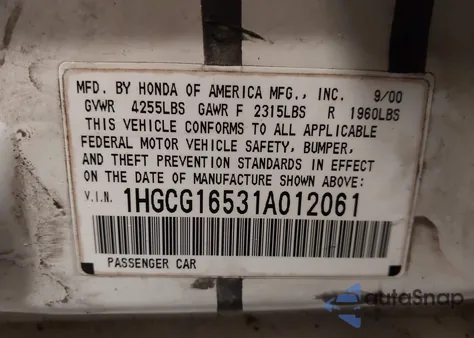 MFD. BY HONDA OF AMERICA MFG., INC. 9/00
GVWR 4255LBS GAWR F 2315LBS R 1960LBS
THIS VEHICLE CONFORMS TO ALL APPLICABLE
FEDERAL MOTOR VEHICLE SAFETY, BUMPER,
AND THEFT PREVENTION STANDARDS IN EFFECT
ON THE DATE OF MANUFACTURE SHOWN ABOVE:
V.I.N. 1HGCG16531A012061
PASSENGER CAR
autoSnap